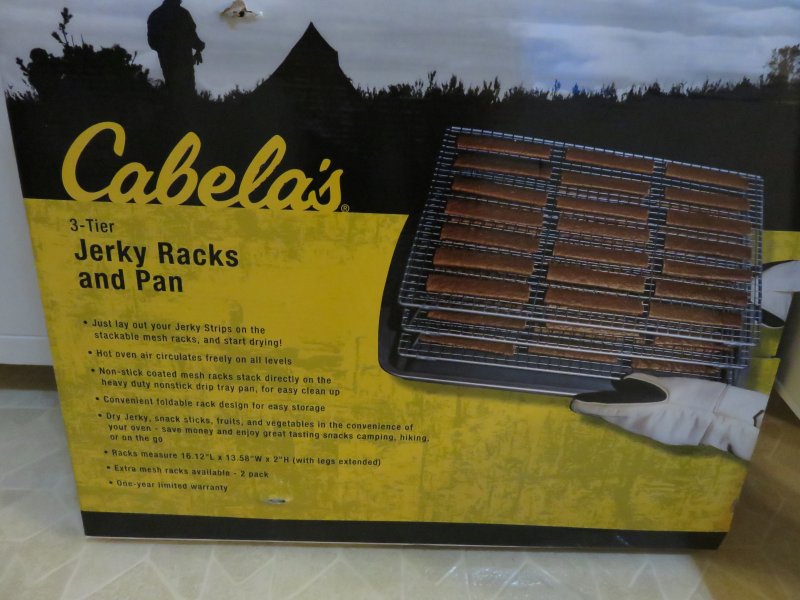 Cabela's®
3-Tier
Jerky Racks
and Pan
• Just lay out your Jerky Strips on the
stackable mesh racks, and start drying!
• Hot oven air circulates freely on all levels
• Non-stick coated mesh racks stack directly on the
heavy duty nonstick drip tray pan, for easy clean up
• Convenient foldable rack design for easy storage
• Dry Jerky, snack sticks, fruits, and vegetables in the convenience of
your oven - save money and enjoy great tasting snacks camping, hiking,
or on the go
• Racks measure 16.12"L x 13.58"W x 2"H (with legs extended)
• Extra mesh racks available - 2 pack
• One-year limited warranty